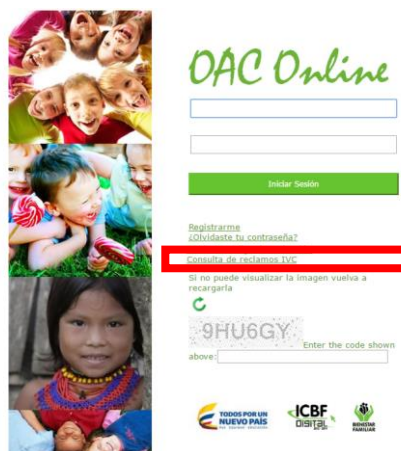 OAC Online
Iniciar Sesión
Registrarme
¿Olvidaste tu contraseña?
Consulta de reclamos IVC
Si no puede visualizar la imagen vuelva a
recargarla
9HU6GY
Enter the code shown
above:
TODOS POR UN
NUEVO PAÍS
ICBF
DIGITAL
BIENESTAR
FAMILIAR